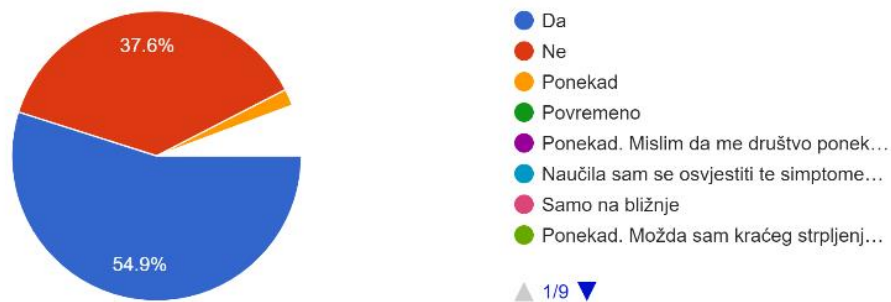 37.6%
54.9%
Da
Ne
Ponekad
Povremeno
Ponekad. Mislim da me društvo ponek...
Naučila sam se osvjestiti te simptome...
Samo na bližnje
Ponekad. Možda sam kraćeg strpljenj...
1/9